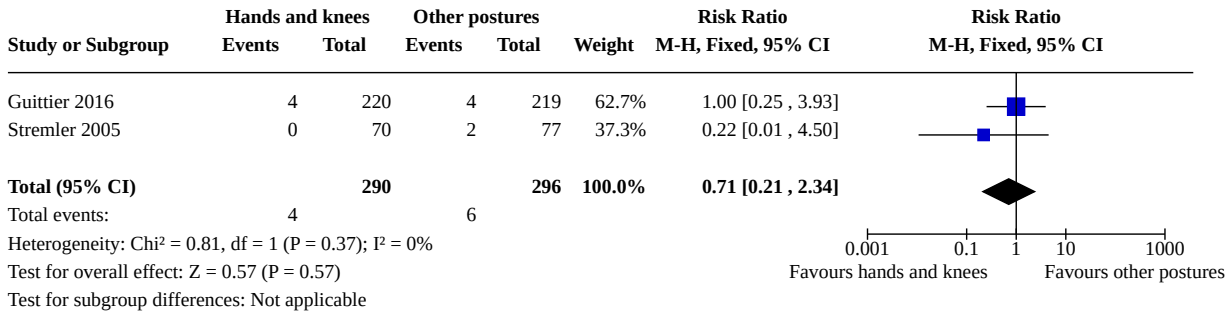 Hands and knees Other postures Risk Ratio Risk Ratio
Study or Subgroup Events Total Events Total Weight M-H, Fixed, 95% CI M-H, Fixed, 95% CI
Guittier 2016 4 220 4 219 62.7% 1.00 [0.25 , 3.93]
Stremler 2005 0 70 2 77 37.3% 0.22 [0.01 , 4.50]
Total (95% CI) 290 296 100.0% 0.71 [0.21 , 2.34]
Total events: 4 6
Heterogeneity: Chi² = 0.81, df = 1 (P = 0.37); I² = 0% 0.001 0.1 1 10 1000
Test for overall effect: Z = 0.57 (P = 0.57) Favours hands and knees Favours other postures
Test for subgroup differences: Not applicable